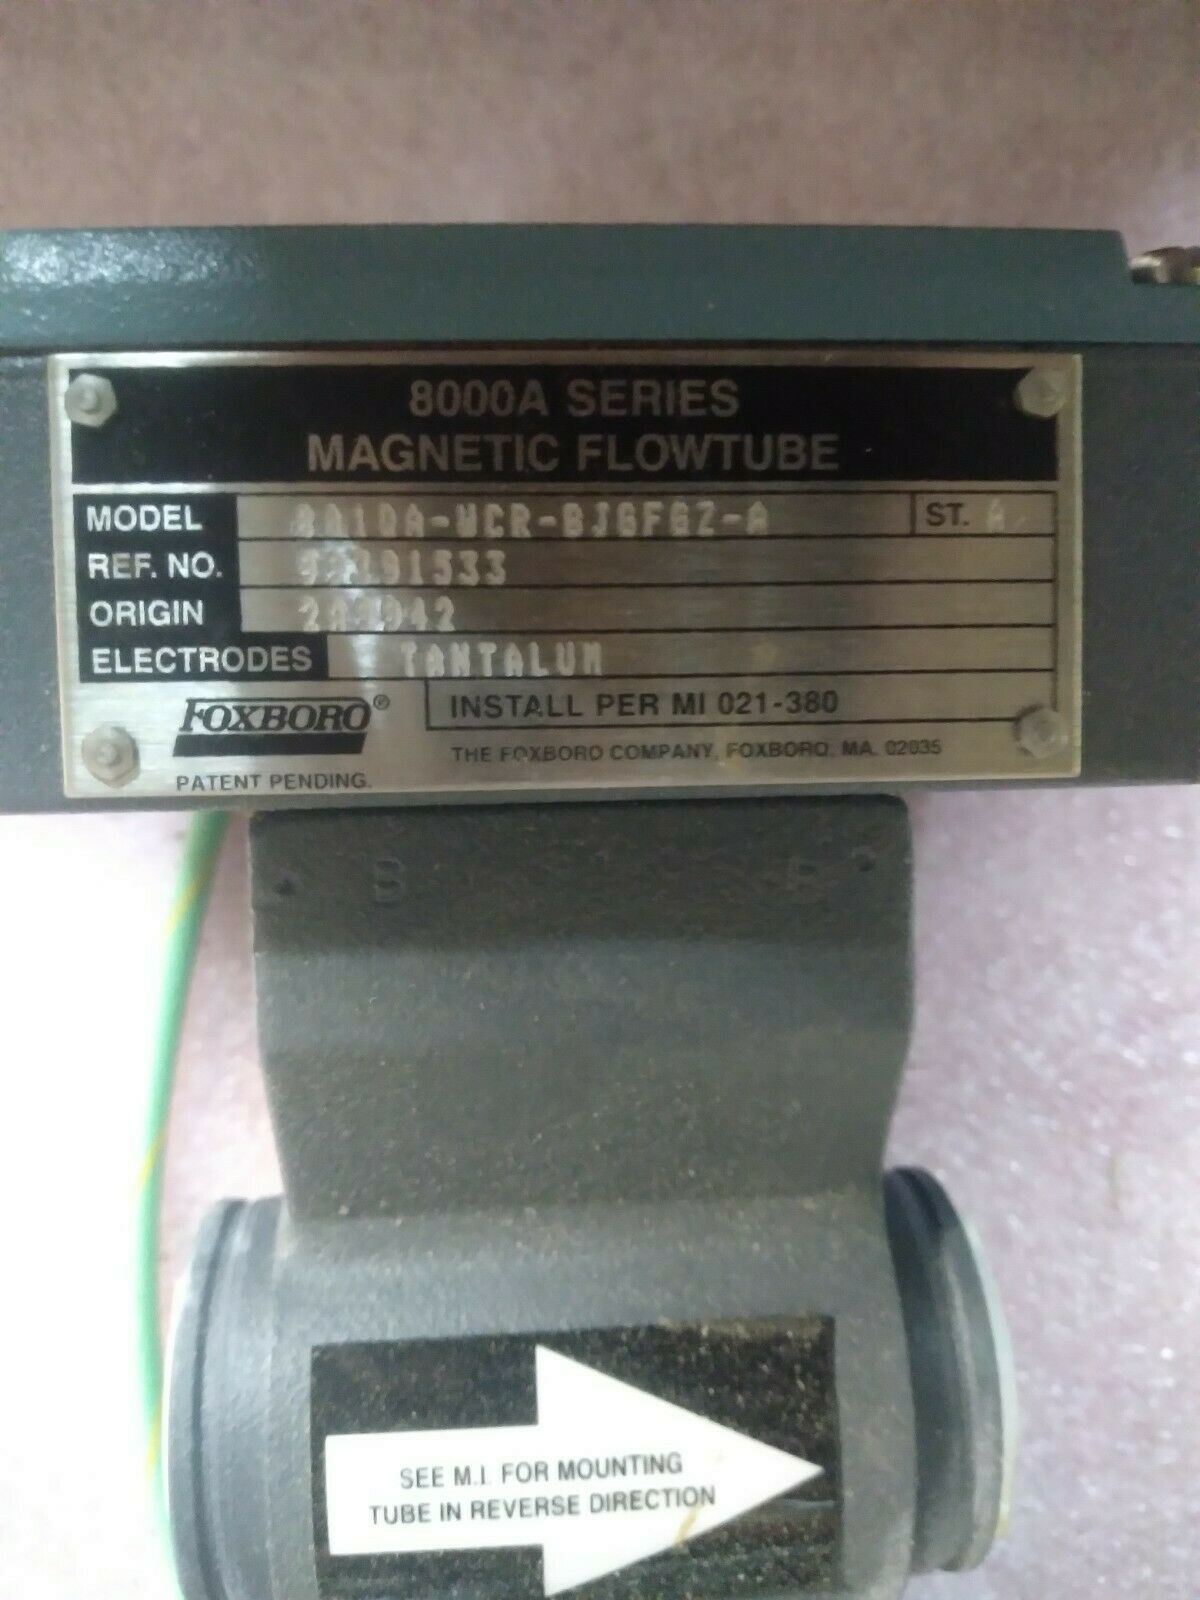 8000A SERIES
MAGNETIC FLOWTUBE
MODEL ST. A
REF. NO.
ORIGIN
ELECTRODES TANTALUM
FOXBORO®
INSTALL PER MI 021-380
THE FOXBORO COMPANY, FOXBORO, MA. 02035
PATENT PENDING.
SEE M.I. FOR MOUNTING
TUBE IN REVERSE DIRECTION